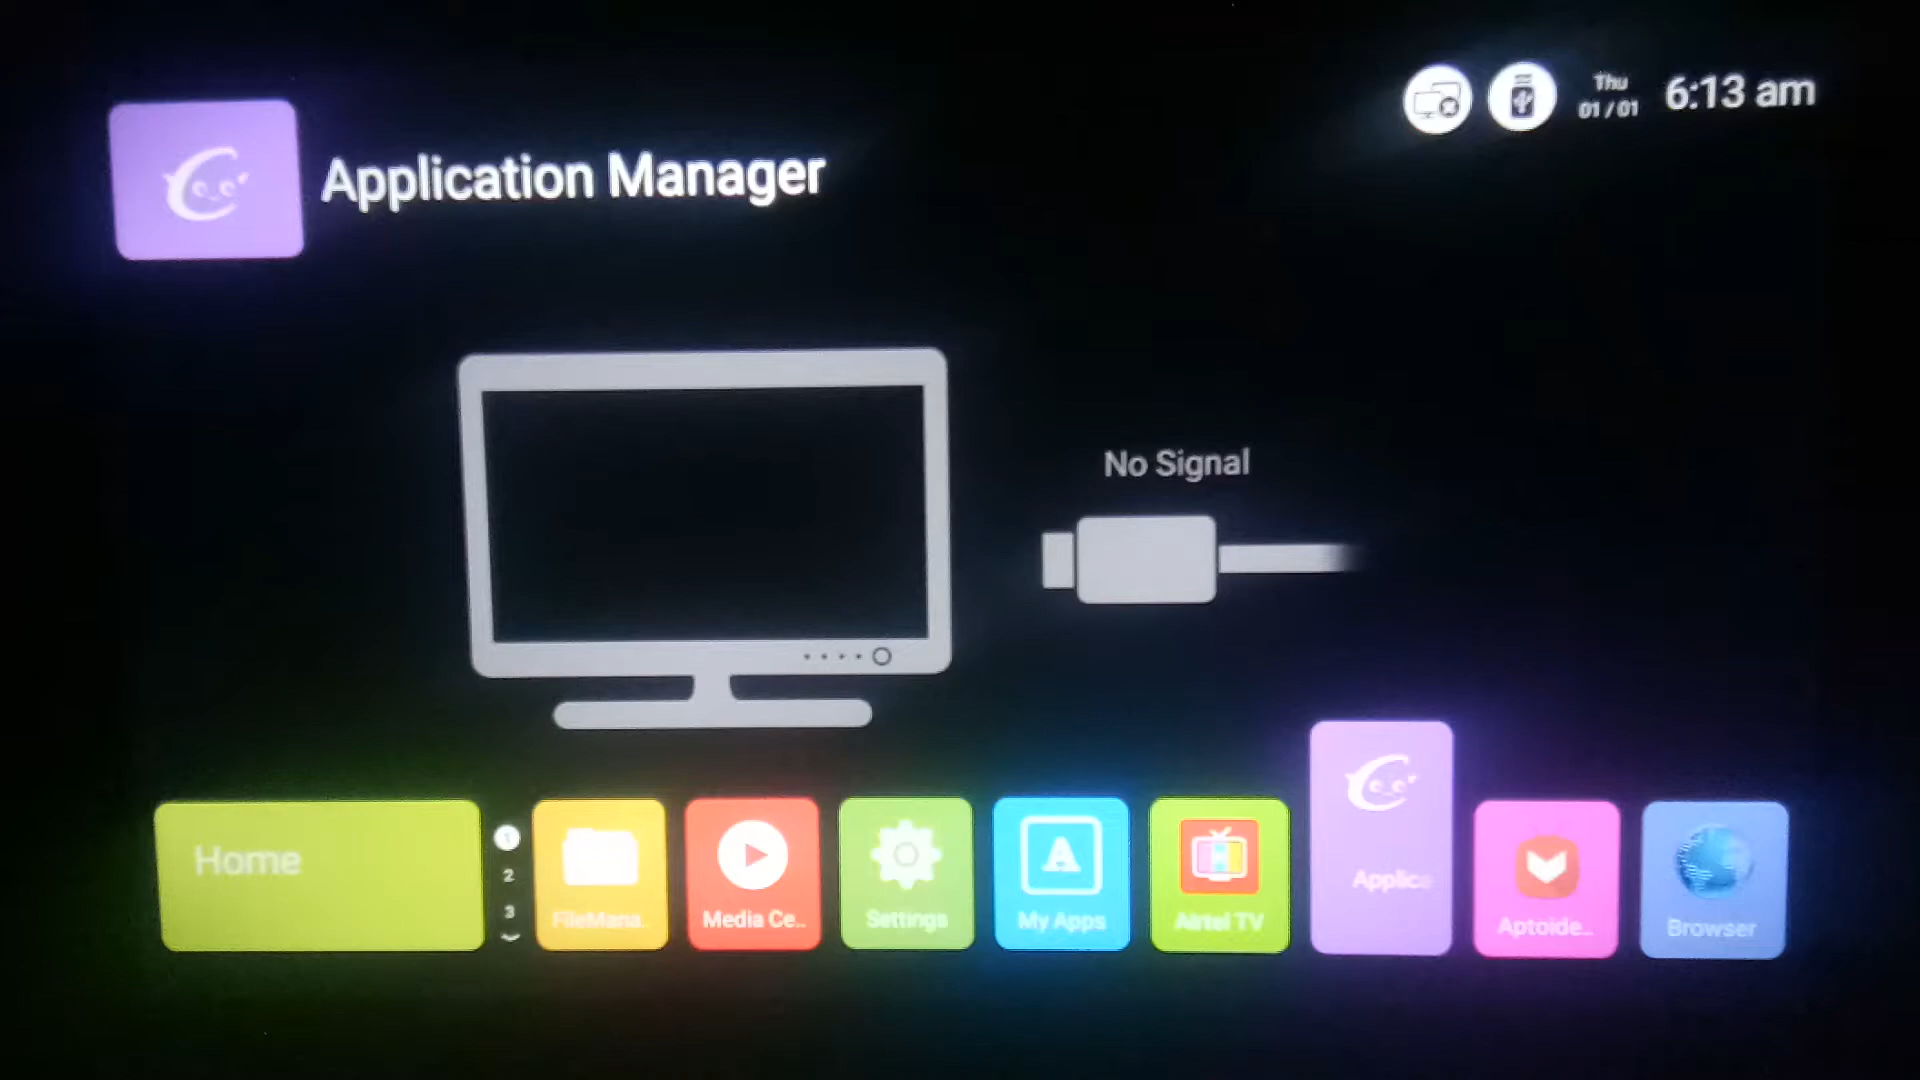 Application Manager
Thu
01 / 01
6:13 am
No Signal
Home
1
2
3
FileMana..
Media Ce..
Settings
A
My Apps
Airtel TV
Applica
Aptoide..
Browser